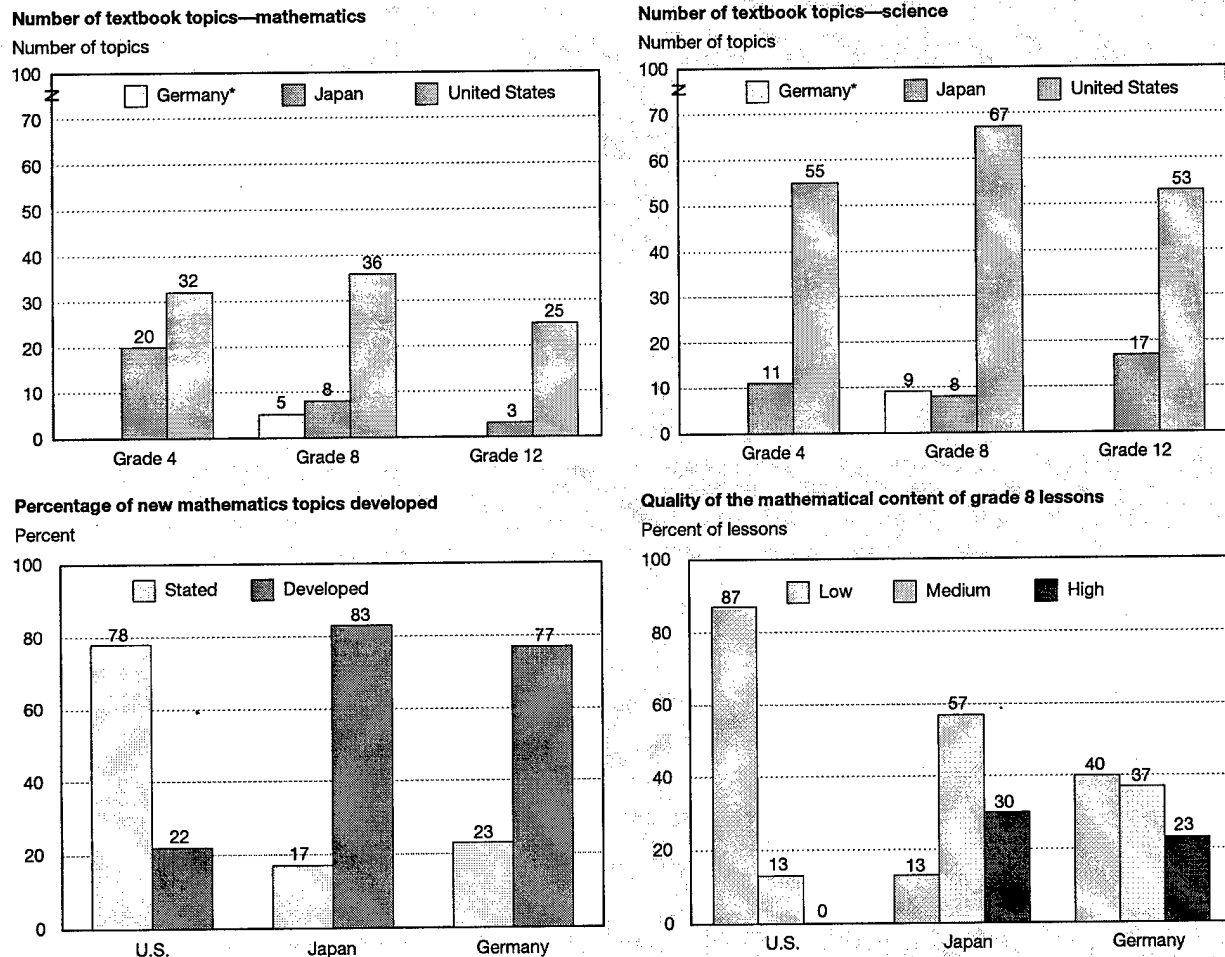 Number of textbook topics—mathematics
Number of topics
100
Germany*
Japan
United States
70
60
50
40
30
20
10
0
20
32
5
8
36
3
25
Grade 4
Grade 8
Grade 12
Number of textbook topics—science
Number of topics
100
Germany*
Japan
United States
70
60
50
40
30
20
10
0
11
55
9
8
67
17
53
Grade 4
Grade 8
Grade 12
Percentage of new mathematics topics developed
Percent
100
Stated
Developed
80
60
40
20
0
78
22
17
83
23
77
U.S.
Japan
Germany
Quality of the mathematical content of grade 8 lessons
Percent of lessons
100
Low
Medium
High
80
60
40
20
0
87
13
0
13
57
30
40
37
23
U.S.
Japan
Germany